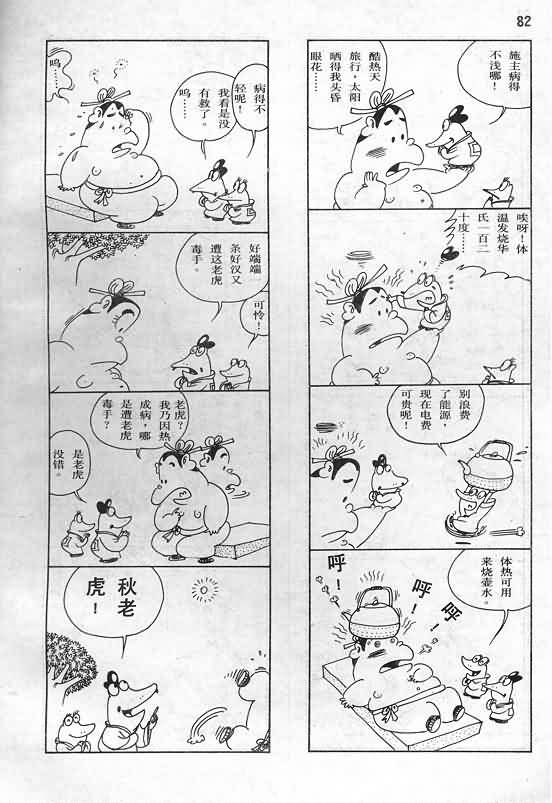 82
施主病得
不浅哪！
酷热天
旅行，太阳
晒得我头昏
眼花……
唉呀！体
温发烧华
氏一百二
十度……
别浪费
了能源，
现在电费
可贵呢！
体热可用
来烧壶水。
呼！
呼！
呼！
病得不
轻呢！
我看是没
有救了。
呜……
呜……
好端端一
条好汉又
遭这老虎
毒手。
可怜！
老虎？
我乃因热
成病，哪
是遭老虎
毒手？
是老虎
没错。
秋老
虎！